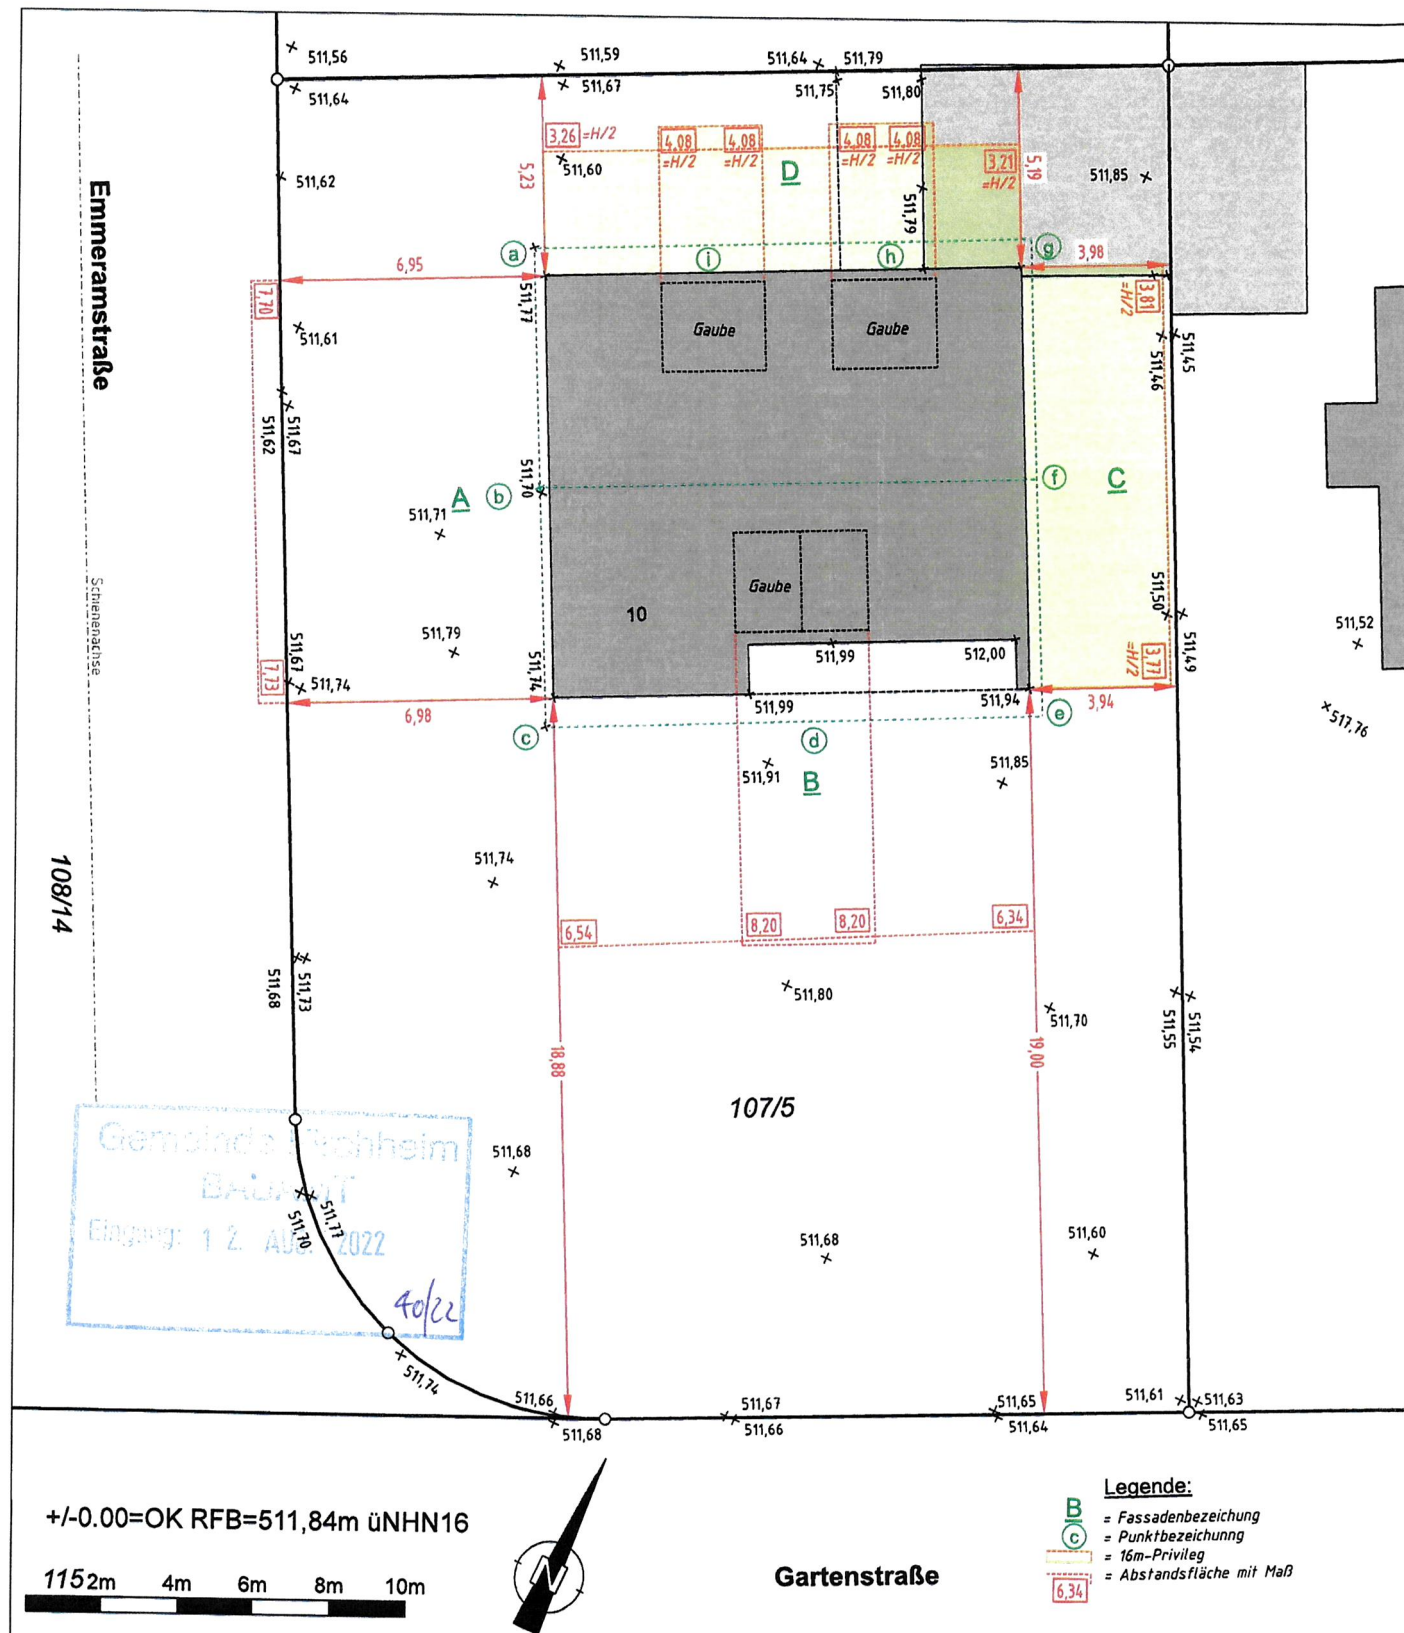 511,56
511,59
511,64
511,79
511,64
511,67
511,75
511,80
3,26 =H/2
4.08
=H/2
4.08
=H/2
4.08
=H/2
4.08
=H/2
3,21
=H/2
511,62
511,60
5,23
D
511,79
5,19
511,85
Emmeramstraße
a
i
h
g
6,95
3,98
7,70
511,77
3,81
=H/2
511,61
Gaube
Gaube
511,46
511,45
511,62
511,67
511,70
A
b
f
C
511,71
Schienenachse
Gaube
10
511,50
511,49
511,52
511,79
511,99
512,00
511,67
7,73
511,74
511,74
3,77
=H/2
6,98
511,99
511,94
3,94
517,76
c
d
e
511,91
B
511,85
108/14
511,74
6,54
8,20
8,20
6,34
511,68
511,73
511,80
511,70
511,55
511,54
18,88
19,00
107/5
Gemeinde Kirchheim
BAUAMT
Eingang: 12. AUG. 2022
40/22
511,68
511,70
511,77
511,68
511,60
511,74
511,66
511,67
511,65
511,61
511,63
511,68
511,66
511,64
511,65
+/-0.00=OK RFB=511,84m üNHN16
1152m 4m 6m 8m 10m
N
Gartenstraße
Legende:
B = Fassadenbezeichung
c = Punktbezeichunng
= 16m-Privileg
6,34 = Abstandsfläche mit Maß